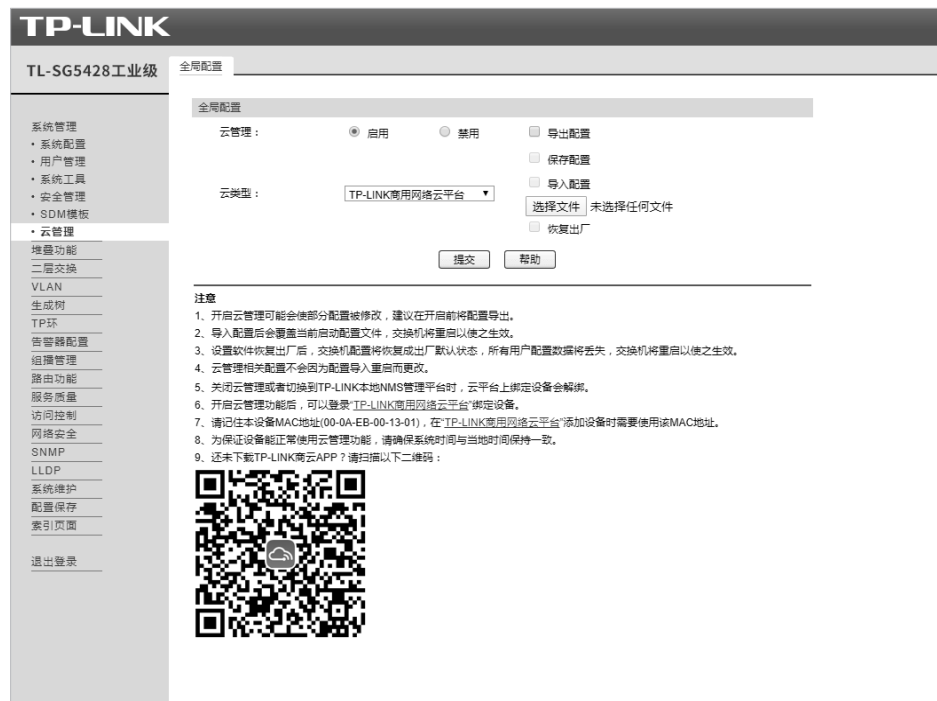 TP-LINK
TL-SG5428工业级
全局配置
系统管理
• 系统配置
• 用户管理
• 系统工具
• 安全管理
• SDM模板
• 云管理
堆叠功能
二层交换
VLAN
生成树
TP环
告警器配置
组播管理
路由功能
服务质量
访问控制
网络安全
SNMP
LLDP
系统维护
配置保存
索引页面
退出登录
全局配置
云管理: 启用 禁用 导出配置
保存配置
导入配置
云类型: TP-LINK商用网络云平台
选择文件 未选择任何文件
恢复出厂
提交 帮助
注意
1、开启云管理可能会使部分配置被修改，建议在开启前将配置导出。
2、导入配置后会覆盖当前启动配置文件，交换机将重启以使之生效。
3、设置软件恢复出厂后，交换机配置将恢复成出厂默认状态，所有用户配置数据将丢失，交换机将重启以使之生效。
4、云管理相关配置不会因为配置导入重启而更改。
5、关闭云管理或者切换到TP-LINK本地NMS管理平台时，云平台上绑定设备会解绑。
6、开启云管理功能后，可以登录“TP-LINK商用网络云平台”绑定设备。
7、请记住本设备MAC地址(00-0A-EB-00-13-01)，在“TP-LINK商用网络云平台”添加设备时需要使用该MAC地址。
8、为保证设备能正常使用云管理功能，请确保系统时间与当地时间保持一致。
9、还未下载TP-LINK商云APP？请扫描以下二维码：